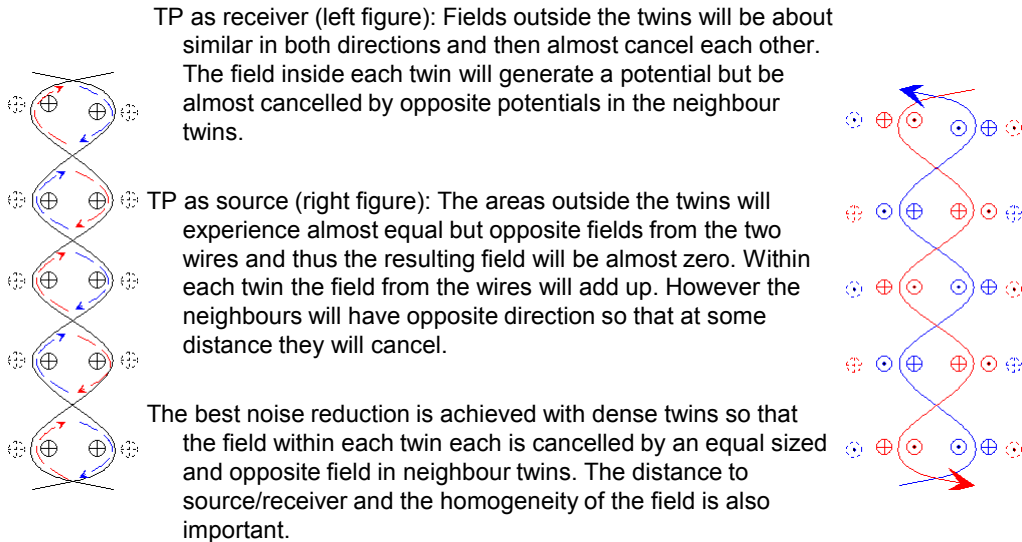 TP as receiver (left figure): Fields outside the twins will be about
similar in both directions and then almost cancel each other.
The field inside each twin will generate a potential but be
almost cancelled by opposite potentials in the neighbour
twins.
TP as source (right figure): The areas outside the twins will
experience almost equal but opposite fields from the two
wires and thus the resulting field will be almost zero. Within
each twin the field from the wires will add up. However the
neighbours will have opposite direction so that at some
distance they will cancel.
The best noise reduction is achieved with dense twins so that
the field within each twin each is cancelled by an equal sized
and opposite field in neighbour twins. The distance to
source/receiver and the homogeneity of the field is also
important.